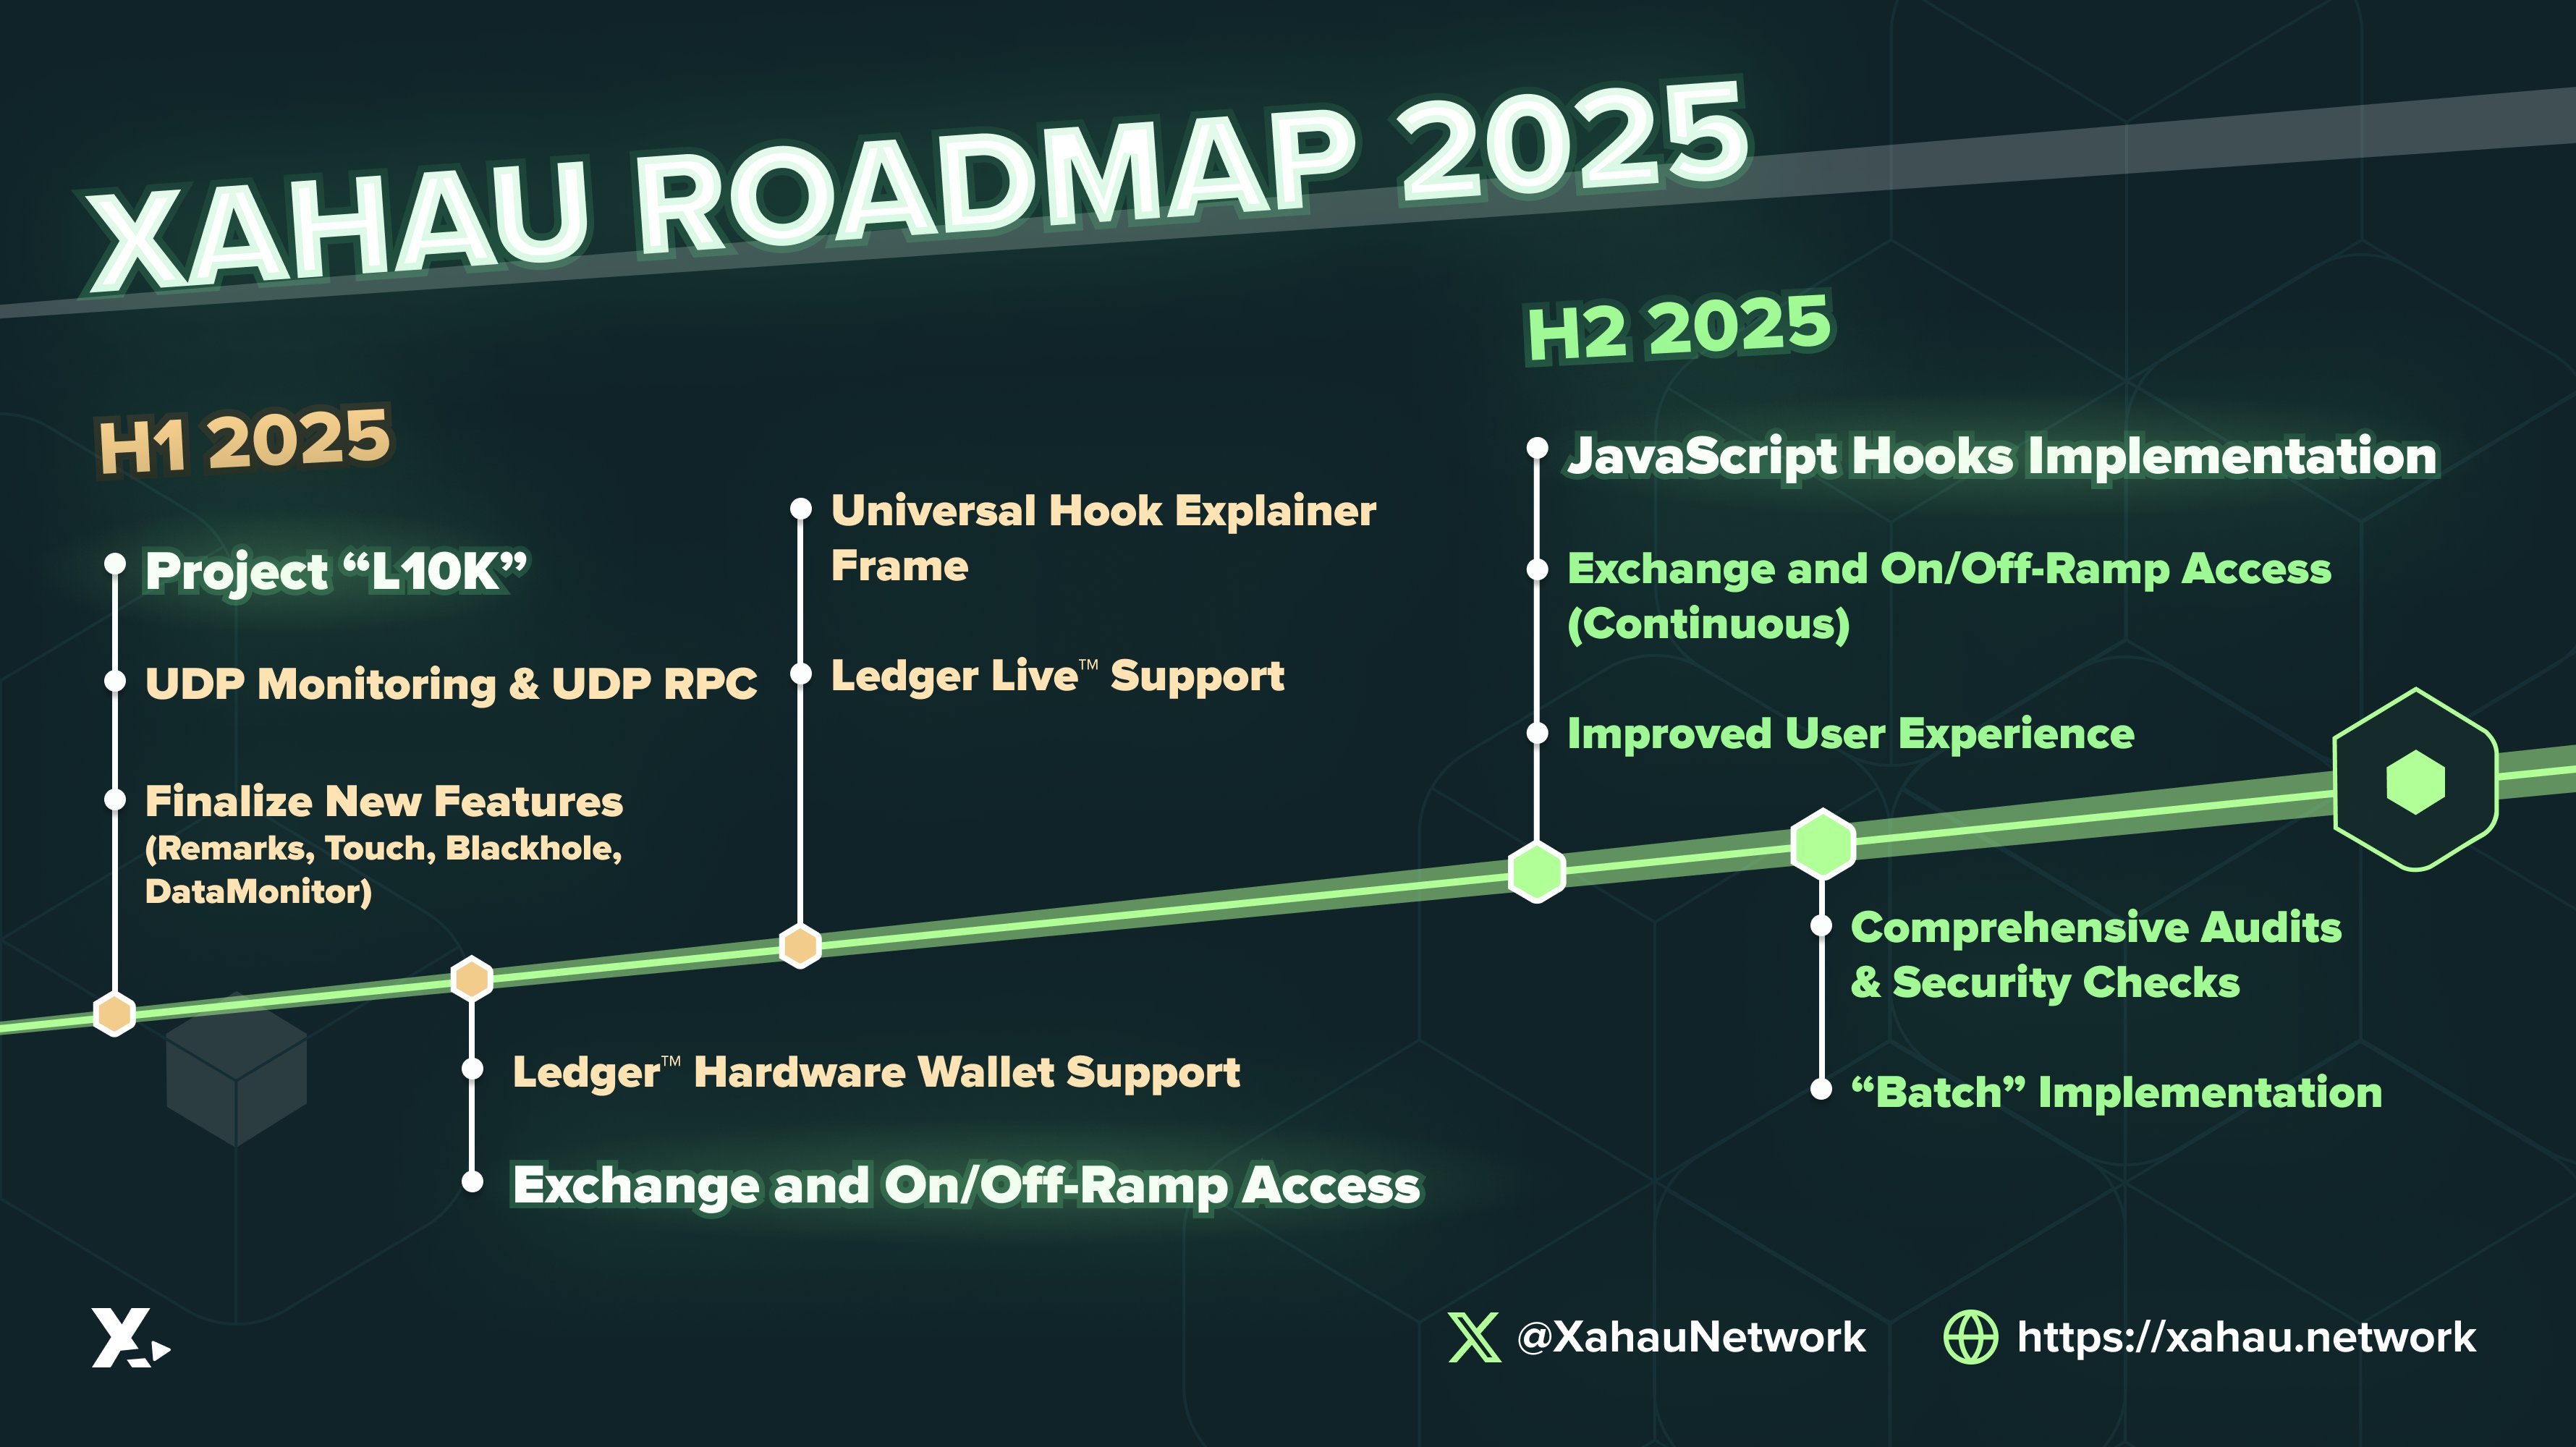 XAHAU ROADMAP 2025
H1 2025
Project “L10K”
UDP Monitoring & UDP RPC
Finalize New Features
(Remarks, Touch, Blackhole,
DataMonitor)
Ledger™ Hardware Wallet Support
Exchange and On/Off-Ramp Access
Universal Hook Explainer
Frame
Ledger Live™ Support
H2 2025
JavaScript Hooks Implementation
Exchange and On/Off-Ramp Access
(Continuous)
Improved User Experience
Comprehensive Audits
& Security Checks
“Batch” Implementation
@XahauNetwork
https://xahau.network